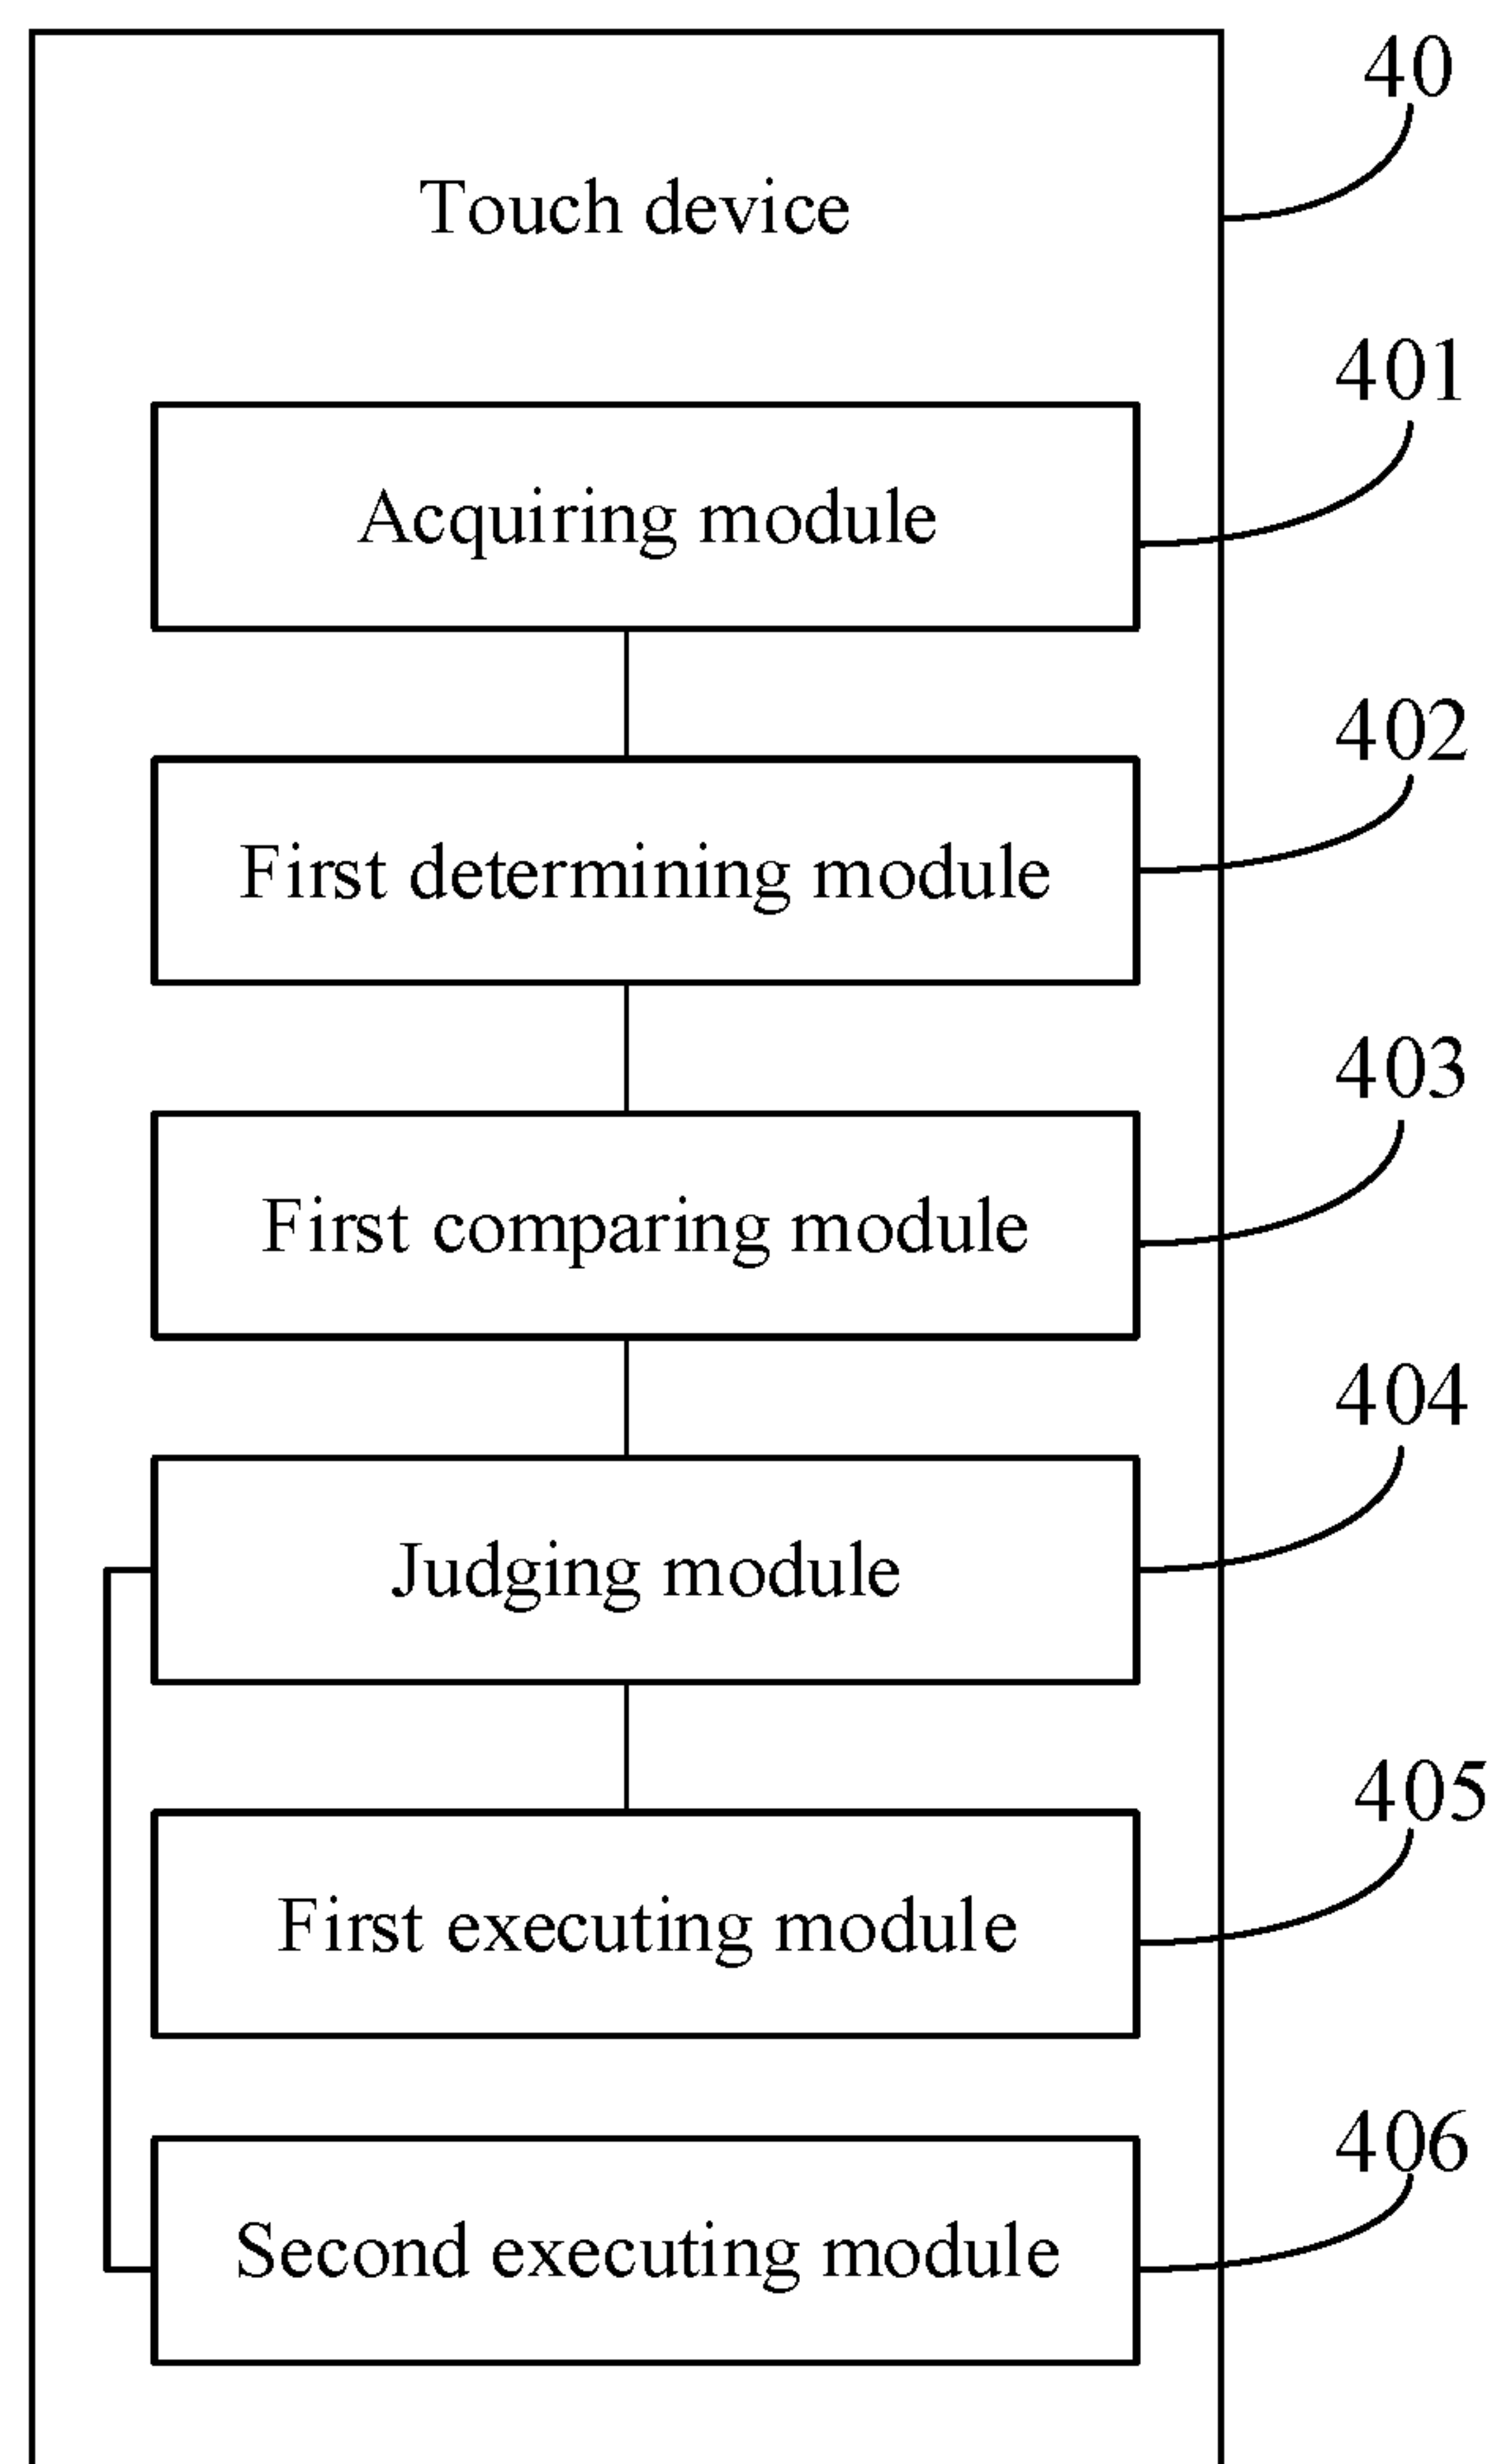 40
Touch device
401
Acquiring module
402
First determining module
403
First comparing module
404
Judging module
405
First executing module
406
Second executing module